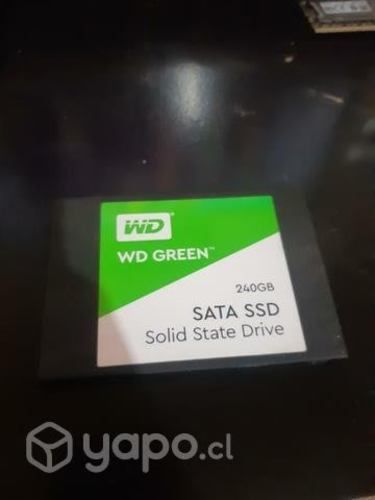 WD®
WD GREEN™
240GB
SATA SSD
Solid State Drive
yapo.cl